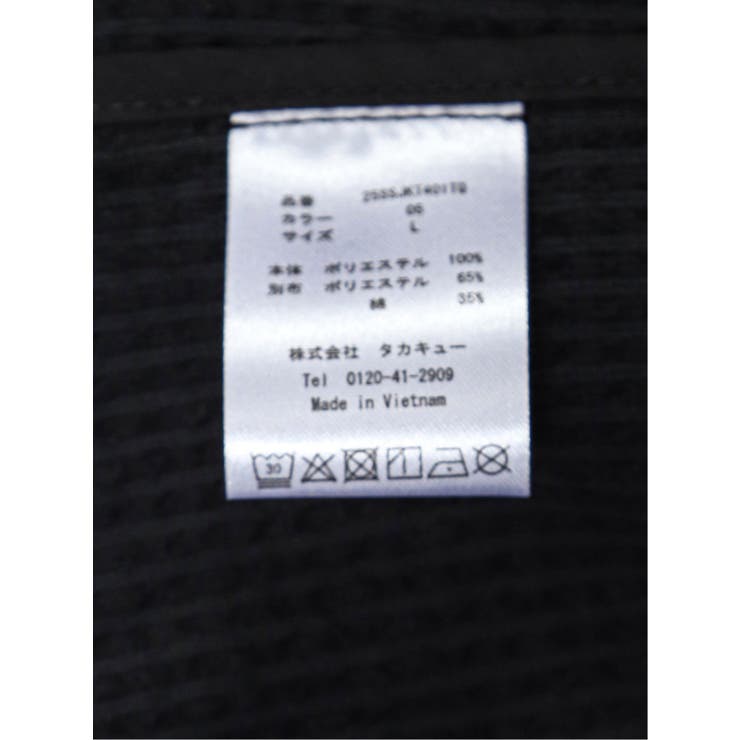 品番 255SJKT401TQ
カラー 06
サイズ L
本体 ポリエステル 100%
別布 ポリエステル 65%
綿 35%
株式会社 タカキュー
Tel 0120-41-2909
Made in Vietnam
30